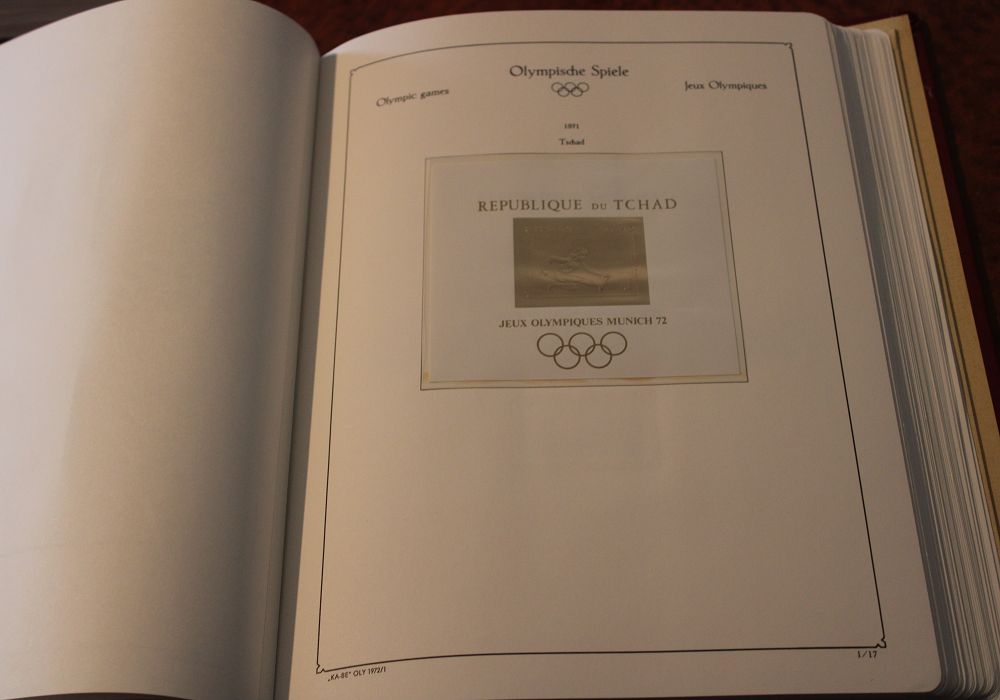 Olympische Spiele
Olympic games
Jeux Olympiques
1971
Tschad
REPUBLIQUE DU TCHAD
JEUX OLYMPIQUES MUNICH 72
„KA-BE" OLY 1972/1
1/17